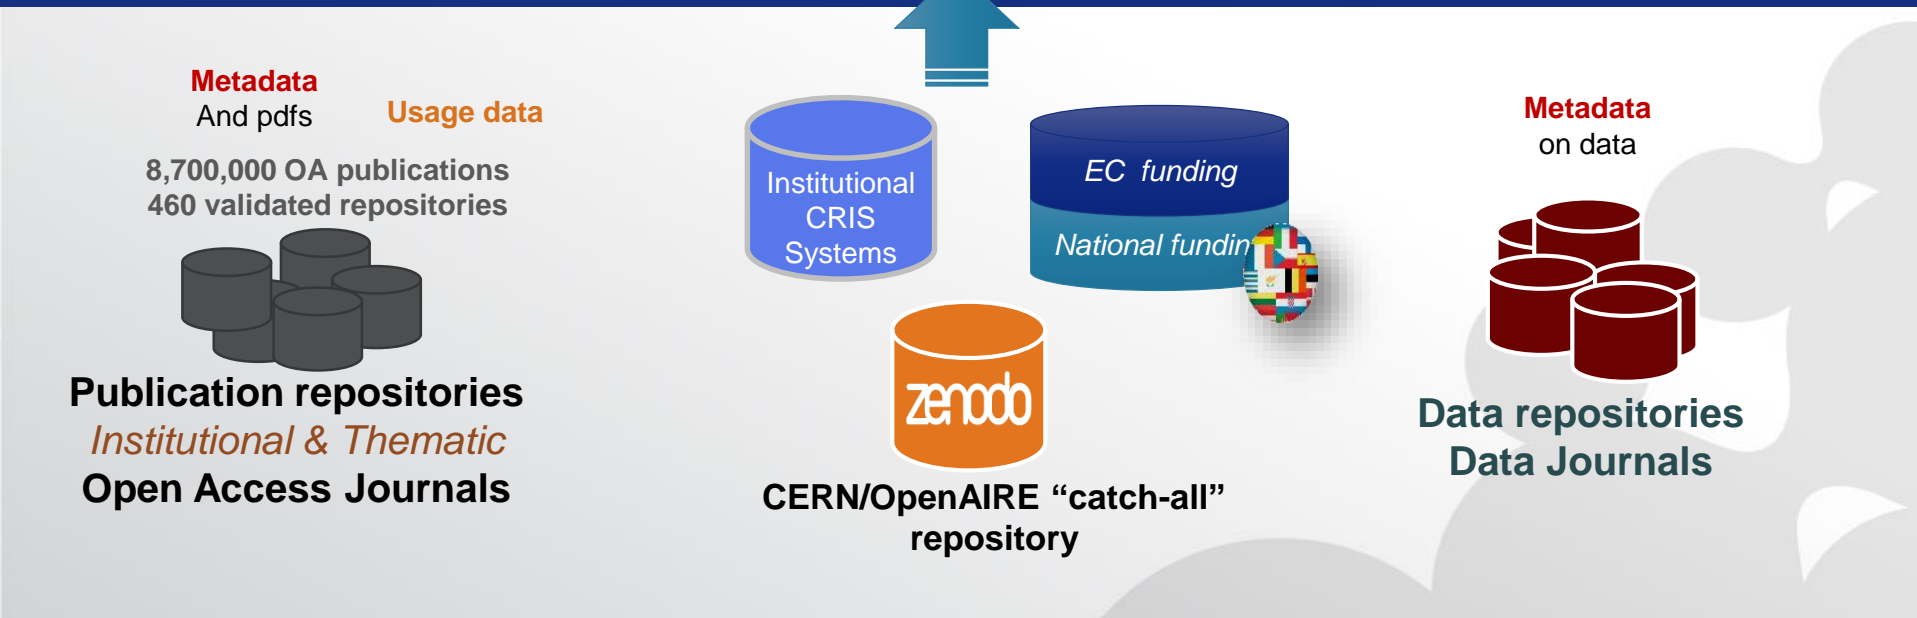 Metadata
And pdfs
Usage data
8,700,000 OA publications
460 validated repositories
Publication repositories
Institutional & Thematic
Open Access Journals
Institutional
CRIS
Systems
EC funding
National fundin
zenodo
CERN/OpenAIRE “catch-all”
repository
Metadata
on data
Data repositories
Data Journals